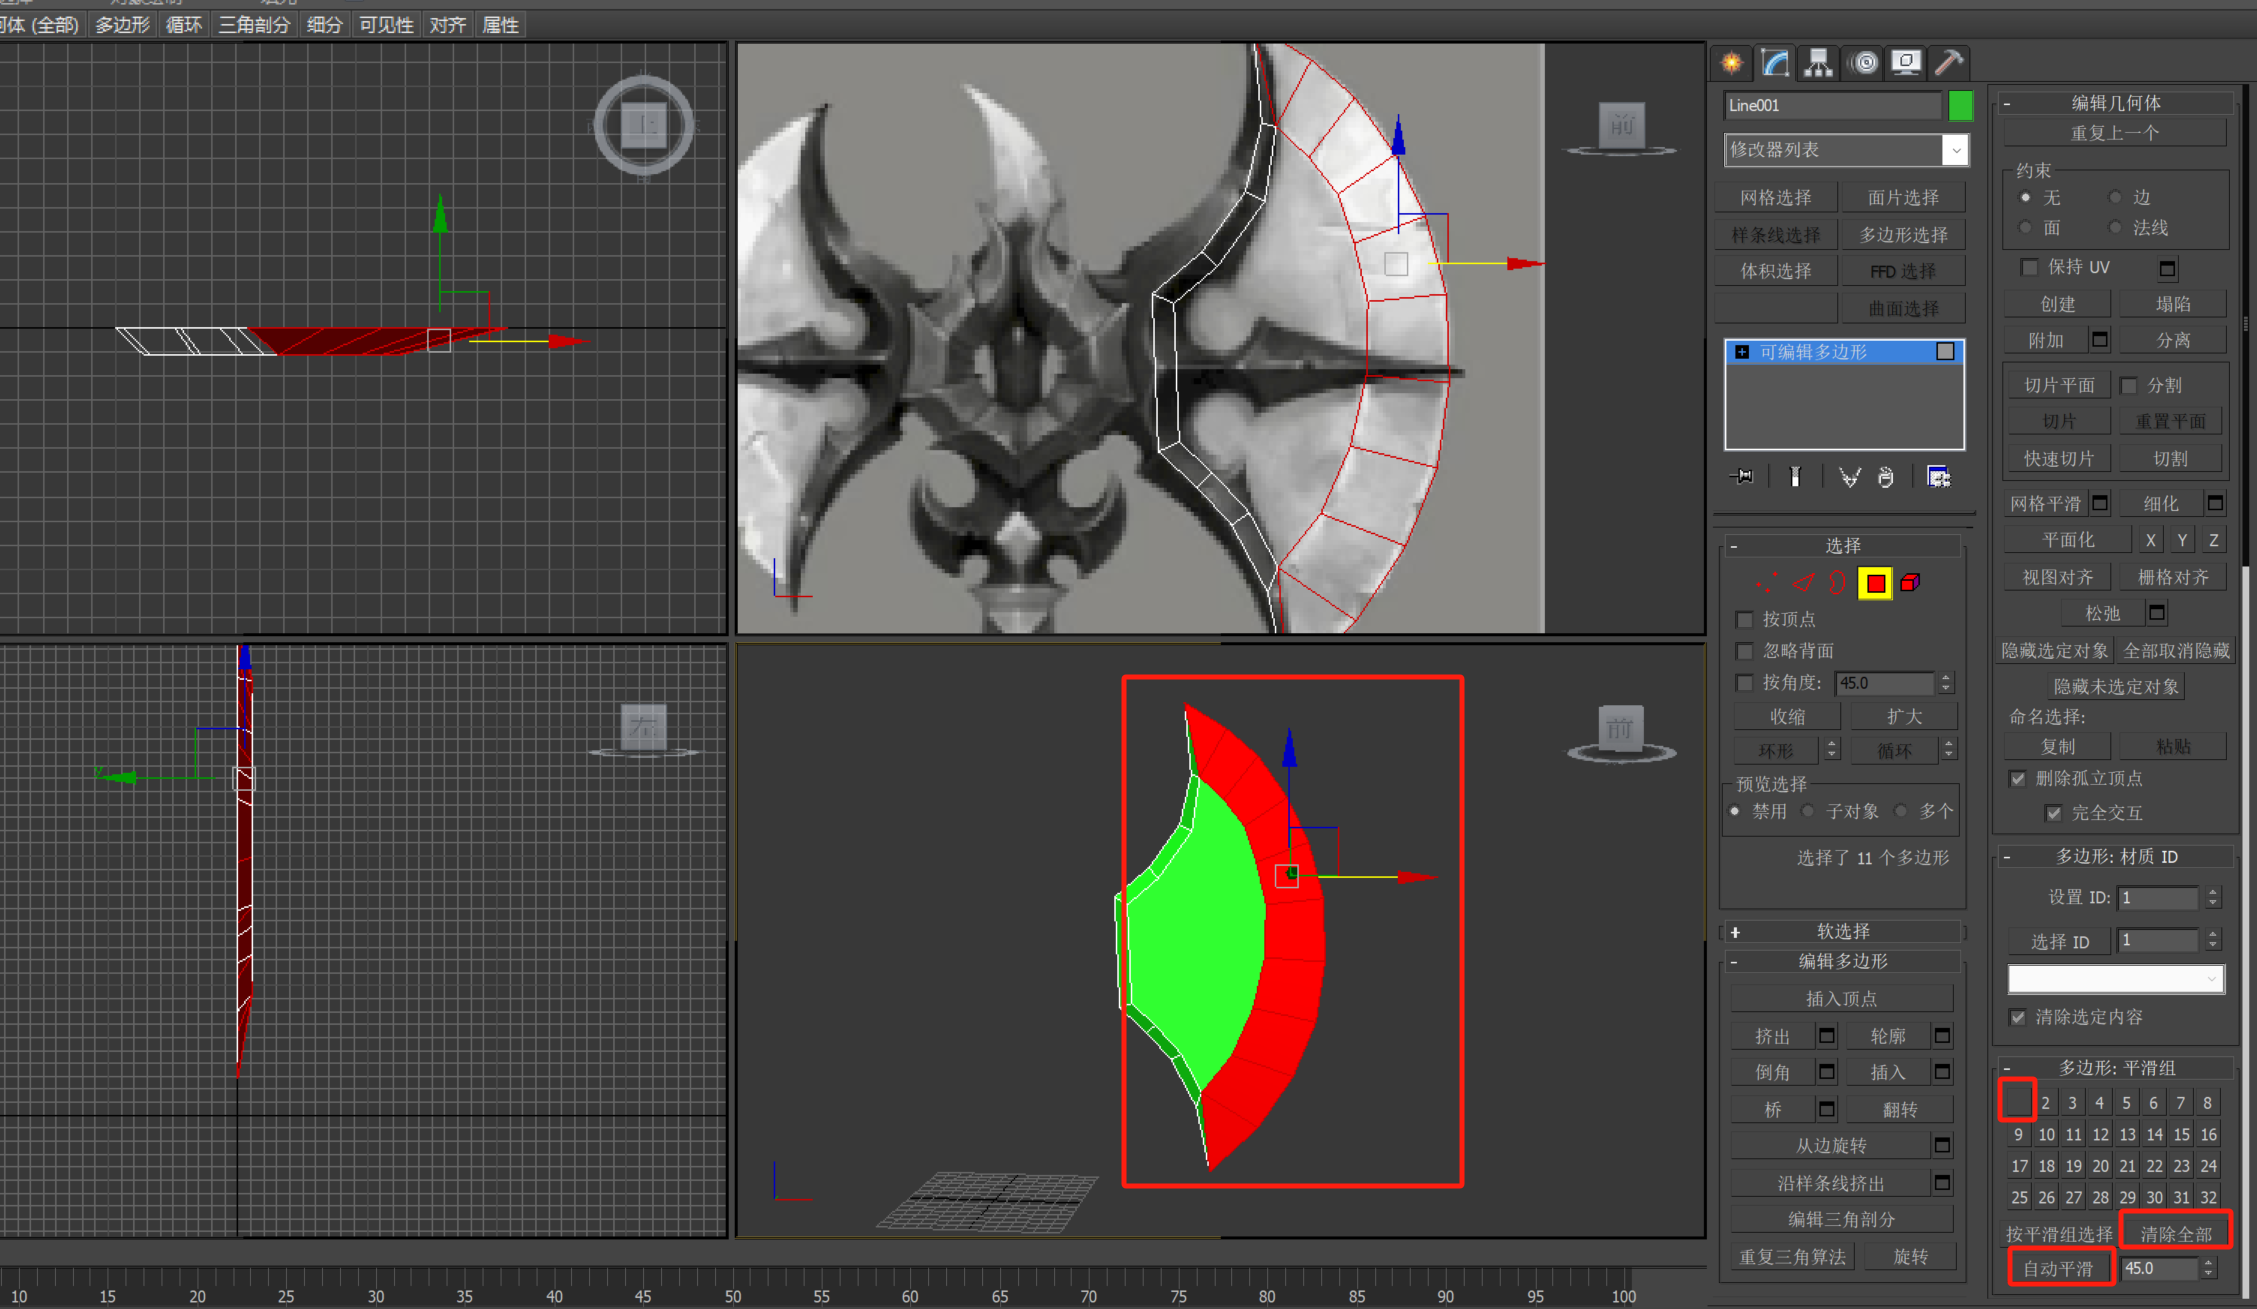 何体 (全部) 多边形 循环 三角剖分 细分 可见性 对齐 属性
上
前
左
前
Line001
修改器列表
网格选择 面片选择
样条线选择 多边形选择
体积选择 FFD 选择
曲面选择
可编辑多边形
- 选择
按顶点
忽略背面
按角度: 45.0
收缩 扩大
环形 循环
预览选择
禁用 子对象 多个
选择了 11 个多边形
+ 软选择
- 编辑多边形
插入顶点
挤出 轮廓
倒角 插入
桥 翻转
从边旋转
沿样条线挤出
编辑三角剖分
重复三角算法 旋转
- 编辑几何体
重复上一个
约束
无 边
面 法线
保持 UV
创建 塌陷
附加 分离
切片平面 分割
切片 重置平面
快速切片 切割
网格平滑 细化
平面化 X Y Z
视图对齐 栅格对齐
松弛
隐藏选定对象 全部取消隐藏
隐藏未选定对象
命名选择:
复制 粘贴
删除孤立顶点
完全交互
- 多边形: 材质 ID
设置 ID: 1
选择 ID 1
清除选定内容
- 多边形: 平滑组
2 3 4 5 6 7 8
9 10 11 12 13 14 15 16
17 18 19 20 21 22 23 24
25 26 27 28 29 30 31 32
按平滑组选择 清除全部
自动平滑 45.0
10 15 20 25 30 35 40 45 50 55 60 65 70 75 80 85 90 95 100